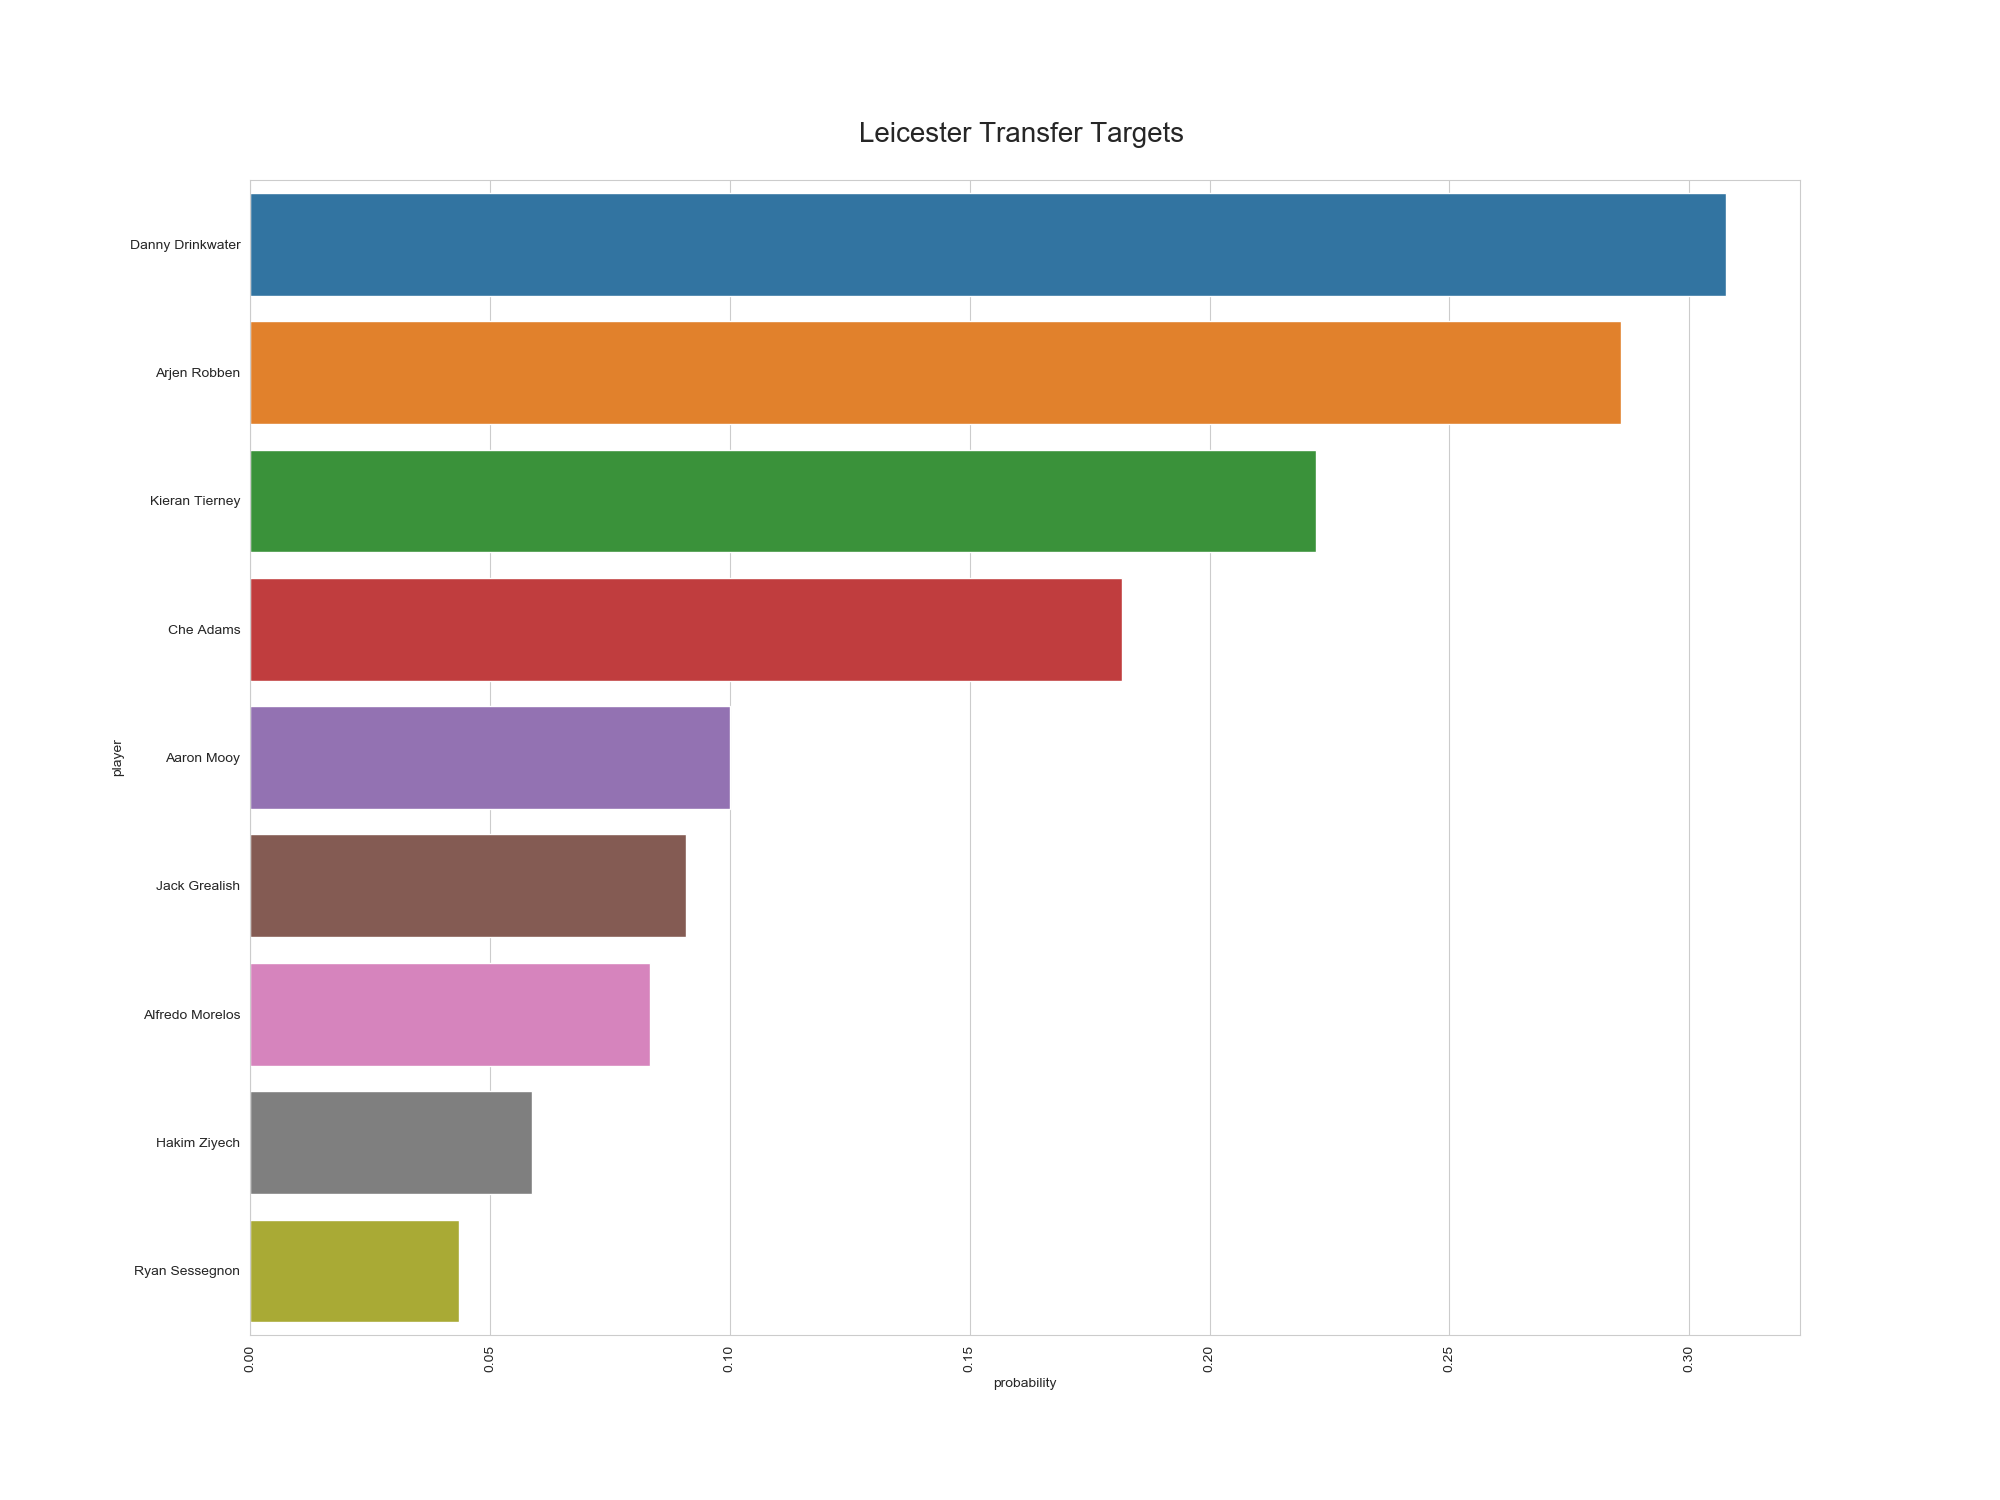 Leicester Transfer Targets
Danny Drinkwater
Arjen Robben
Kieran Tierney
Che Adams
Aaron Mooy
Jack Grealish
Alfredo Morelos
Hakim Ziyech
Ryan Sessegnon
player
0.00
0.05
0.10
0.15
0.20
0.25
0.30
probability